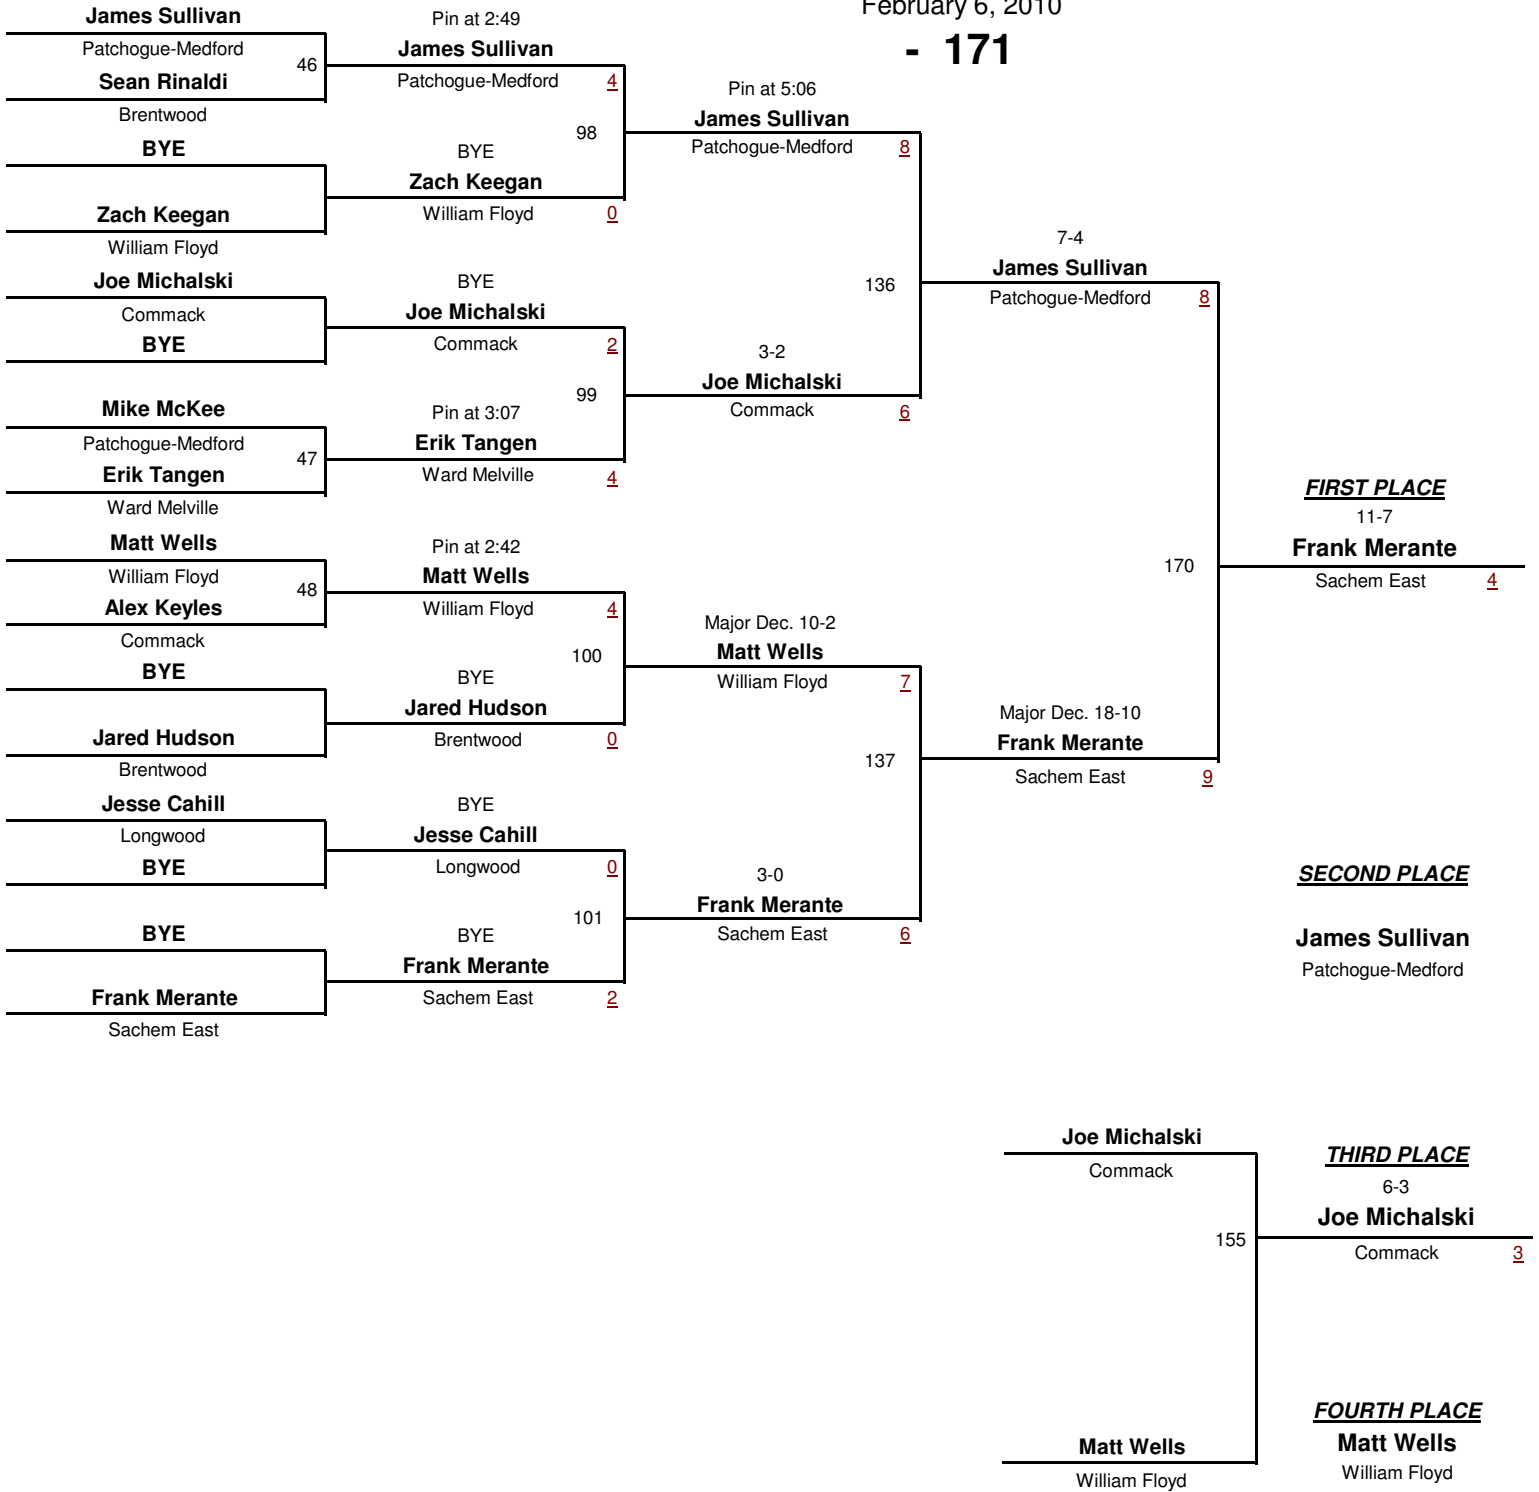 February 6, 2010
- 171
James Sullivan
Patchogue-Medford
46
Sean Rinaldi
Brentwood
BYE
Zach Keegan
William Floyd
Joe Michalski
Commack
BYE
Mike McKee
Patchogue-Medford
47
Erik Tangen
Ward Melville
Matt Wells
William Floyd
48
Alex Keyles
Commack
BYE
Jared Hudson
Brentwood
Jesse Cahill
Longwood
BYE
BYE
Frank Merante
Sachem East
Pin at 2:49
James Sullivan
Patchogue-Medford 4
98
BYE
Zach Keegan
William Floyd 0
BYE
Joe Michalski
Commack 2
99
Pin at 3:07
Erik Tangen
Ward Melville 4
Pin at 2:42
Matt Wells
William Floyd 4
100
BYE
Jared Hudson
Brentwood 0
BYE
Jesse Cahill
Longwood 0
101
BYE
Frank Merante
Sachem East 2
Pin at 5:06
James Sullivan
Patchogue-Medford 8
136
3-2
Joe Michalski
Commack 6
Major Dec. 10-2
Matt Wells
William Floyd 7
137
3-0
Frank Merante
Sachem East 6
7-4
James Sullivan
Patchogue-Medford 8
170
Major Dec. 18-10
Frank Merante
Sachem East 9
FIRST PLACE
11-7
Frank Merante
Sachem East 4
SECOND PLACE
James Sullivan
Patchogue-Medford
Joe Michalski
Commack
155
Matt Wells
William Floyd
THIRD PLACE
6-3
Joe Michalski
Commack 3
FOURTH PLACE
Matt Wells
William Floyd